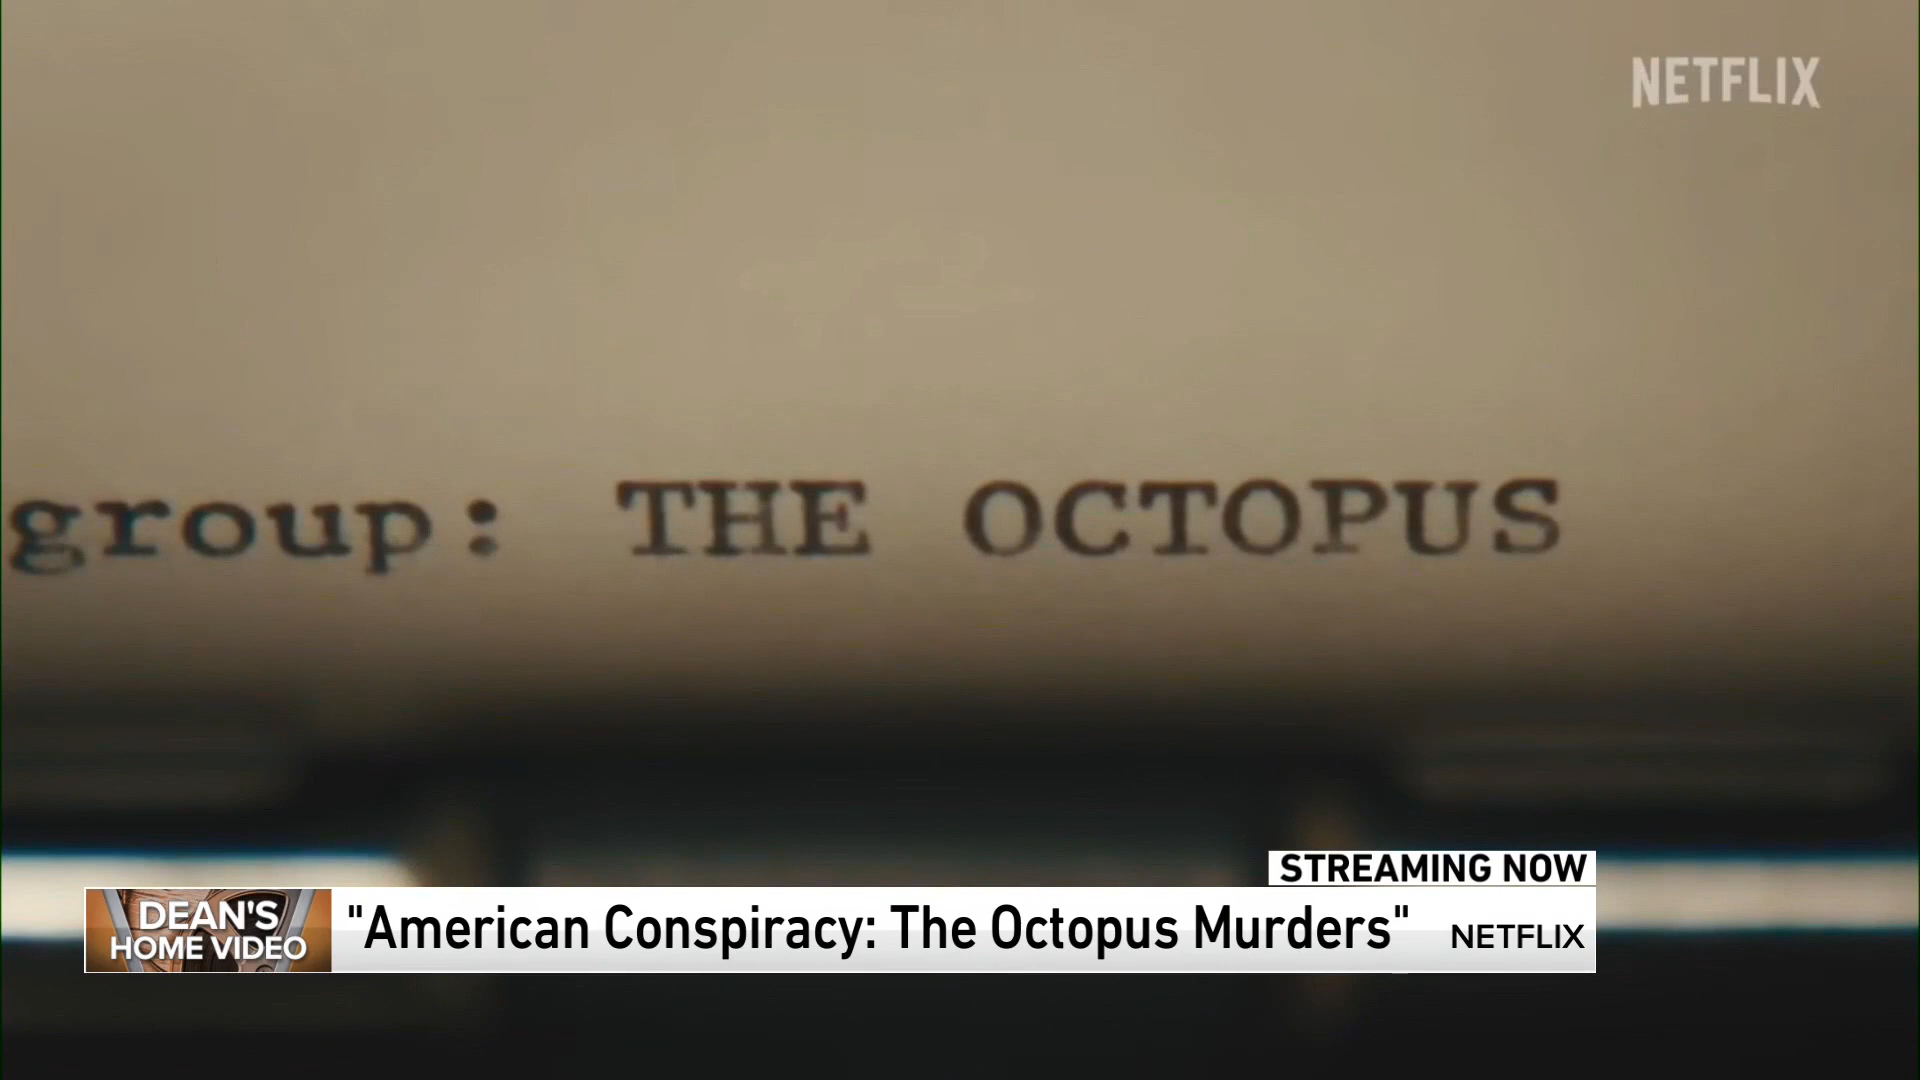 NETFLIX
group: THE OCTOPUS
STREAMING NOW
DEAN'S
HOME VIDEO
"American Conspiracy: The Octopus Murders" NETFLIX